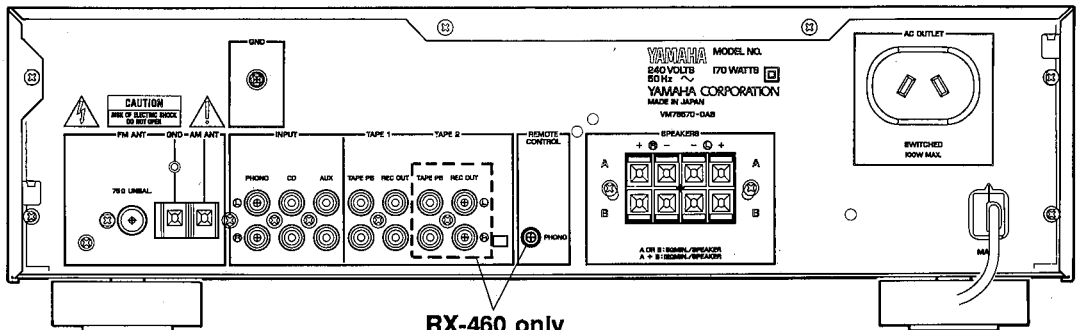 GND
YAMAHA MODEL NO.
240 VOLTS 170 WATTS
50Hz ~
YAMAHA CORPORATION
MADE IN JAPAN
AC OUTLET
SWITCHED
100W MAX.
CAUTION
RISK OF ELECTRIC SHOCK
DO NOT OPEN
FM ANT GND AM ANT
75Ω UNBAL.
INPUT
PHONO CD AUX
TAPE 1 TAPE 2
TAPE PB REC OUT TAPE PB REC OUT
L L
R R
REMOTE
CONTROL
PHONO
SPEAKERS
+ R - - L +
A A
B B
RX-460 only